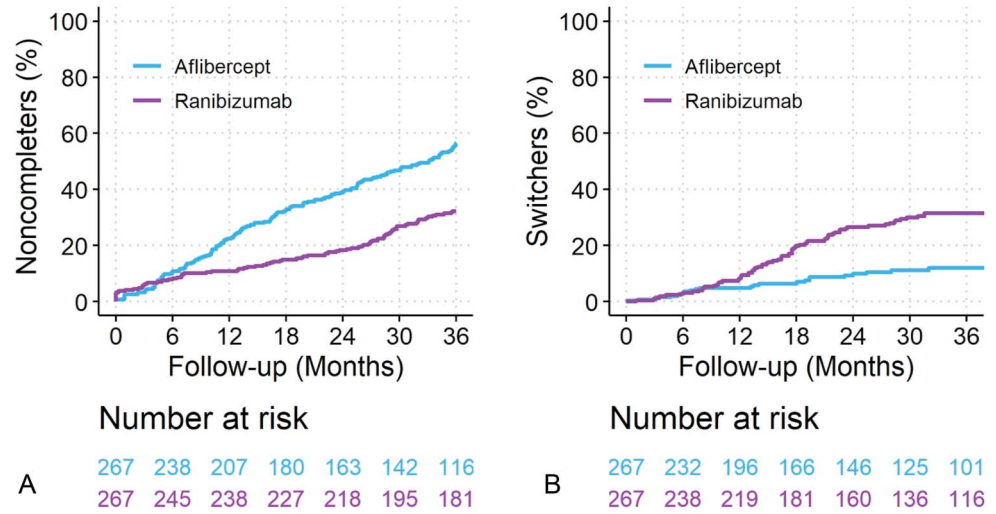 Noncompleters (%)
100
80
60
40
20
0
Aflibercept
Ranibizumab
0 6 12 18 24 30 36
Follow-up (Months)
Number at risk
267 238 207 180 163 142 116
A
267 245 238 227 218 195 181
Switchers (%)
100
80
60
40
20
0
Aflibercept
Ranibizumab
0 6 12 18 24 30 36
Follow-up (Months)
Number at risk
267 232 196 166 146 125 101
B
267 238 219 181 160 136 116